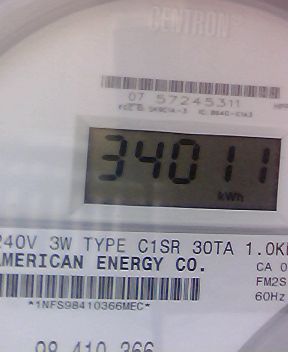 CENTRON
07 57245311
34011
kWh
240V 3W TYPE C1SR 30TA 1.0K
AMERICAN ENERGY CO.
CA 0
FM2S
60Hz
*1NFS98410366MEC*
98 410 366